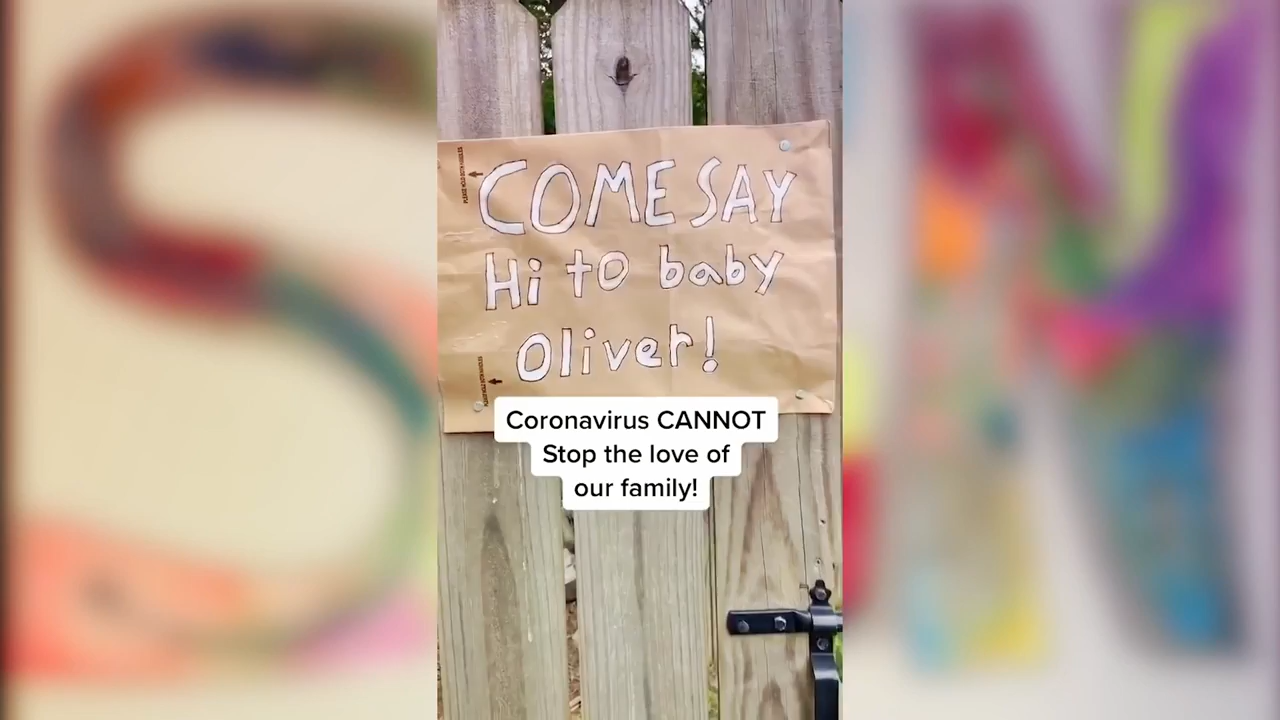 COME SAY
Hi to baby
Oliver!
Coronavirus CANNOT
Stop the love of
our family!